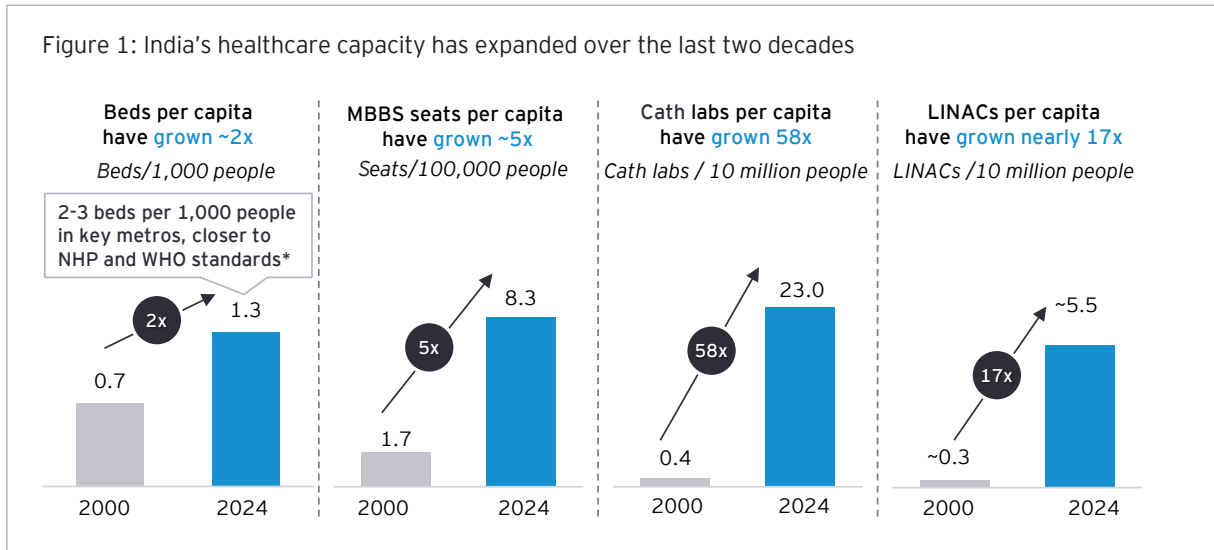 Figure 1: India's healthcare capacity has expanded over the last two decades
Beds per capita
have grown ~2x
Beds/1,000 people
2-3 beds per 1,000 people
in key metros, closer to
NHP and WHO standards*
2x
0.7
1.3
2000
2024
MBBS seats per capita
have grown ~5x
Seats/100,000 people
5x
1.7
8.3
2000
2024
Cath labs per capita
have grown 58x
Cath labs / 10 million people
58x
0.4
23.0
2000
2024
LINACs per capita
have grown nearly 17x
LINACs /10 million people
17x
~0.3
~5.5
2000
2024